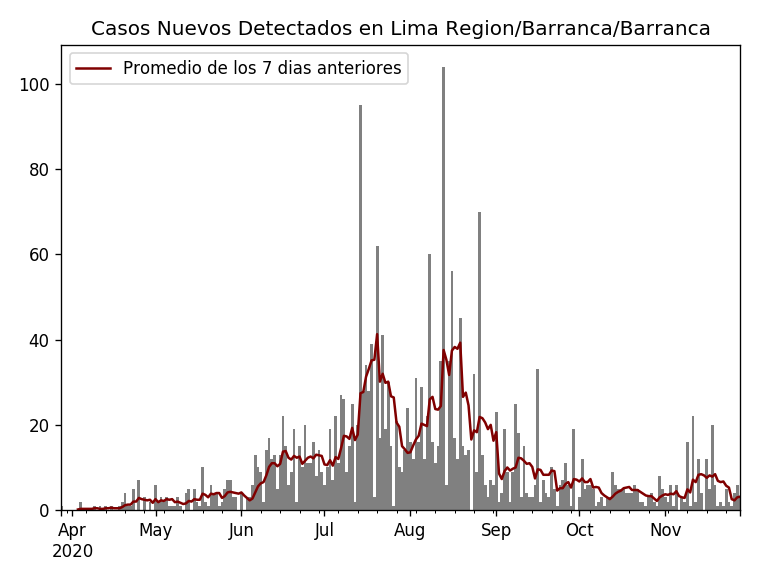 Casos Nuevos Detectados en Lima Region/Barranca/Barranca
Promedio de los 7 dias anteriores
100
80
60
40
20
0
Apr May Jun Jul Aug Sep Oct Nov
2020